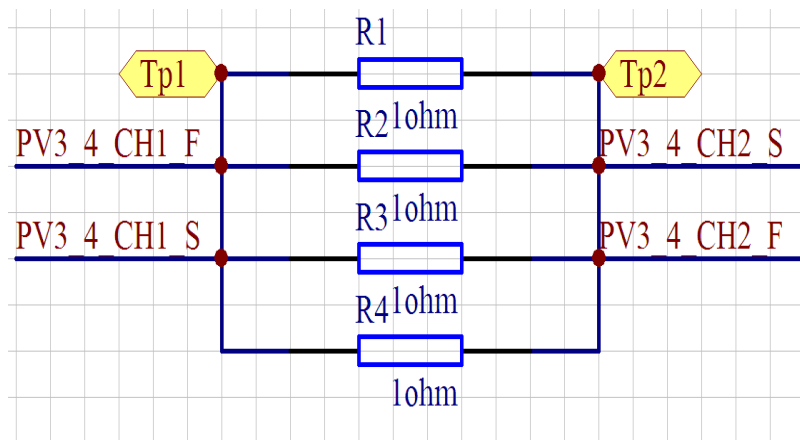 R1
Tp1
Tp2
1ohm
R2
PV3_4_CH1_F
PV3_4_CH2_S
1ohm
R3
PV3_4_CH1_S
PV3_4_CH2_F
1ohm
R4
1ohm